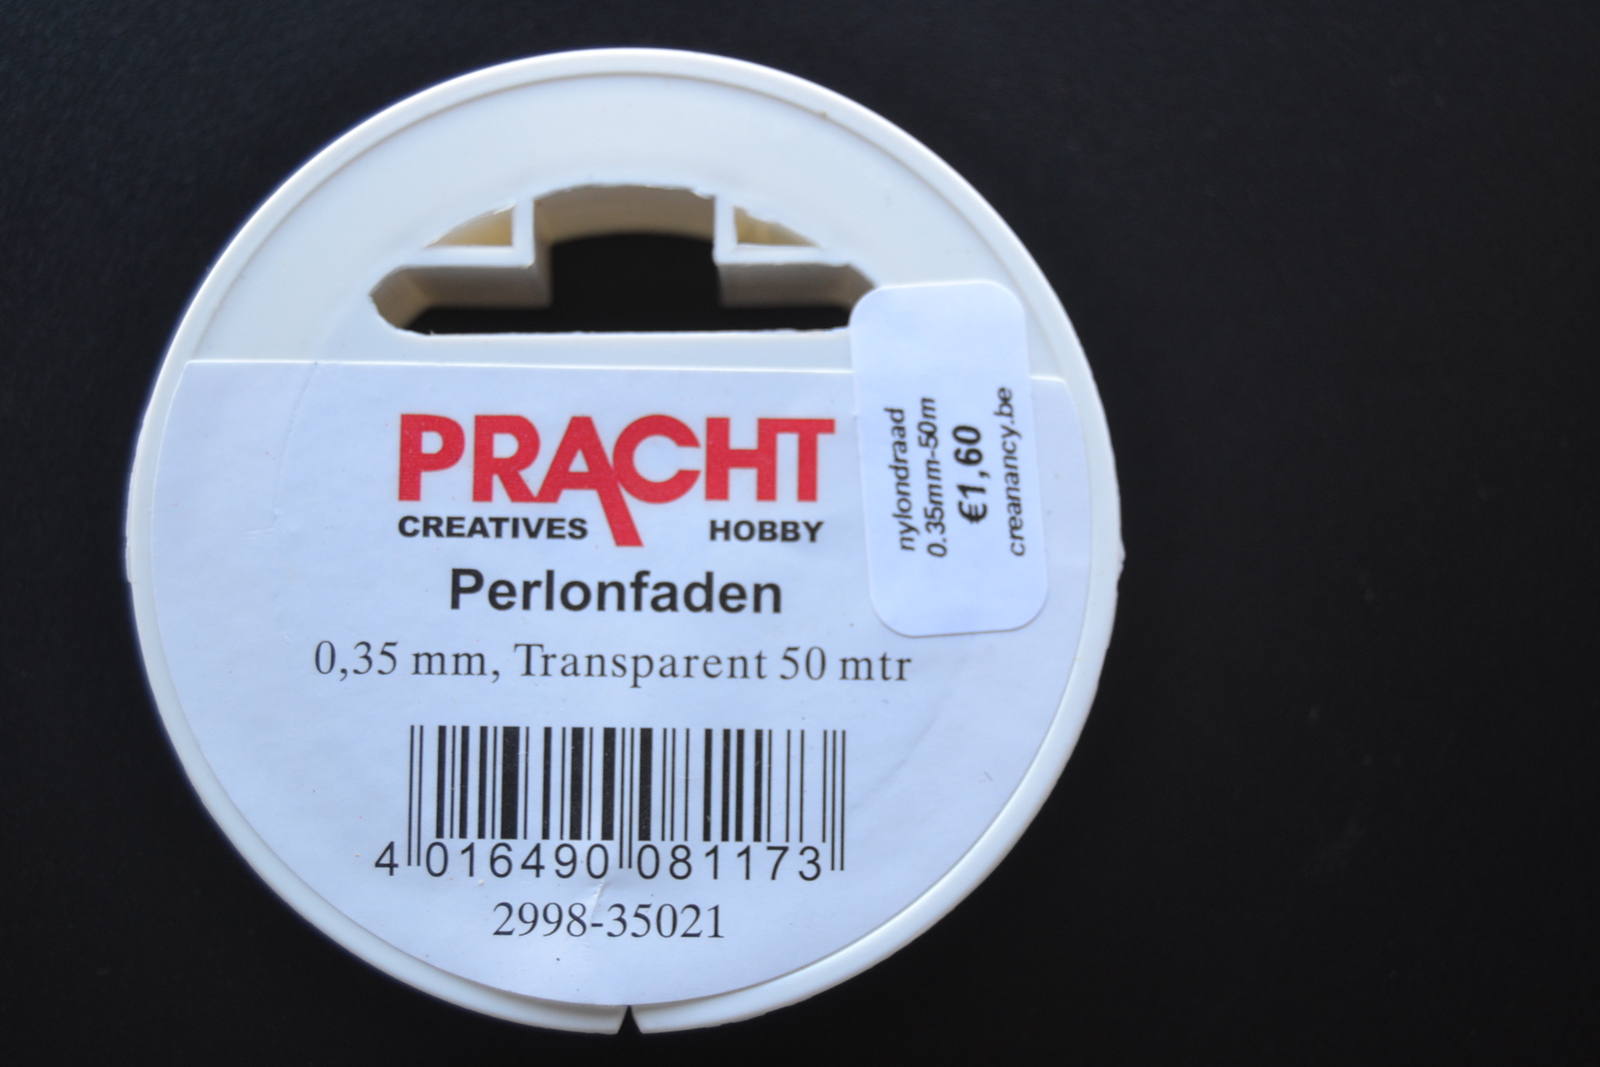 PRACHT
CREATIVES HOBBY
Perlonfaden
0,35 mm, Transparent 50 mtr
4 016490 081173
2998-35021
nylondraad
0.35mm-50m
€1,60
creanancy.be